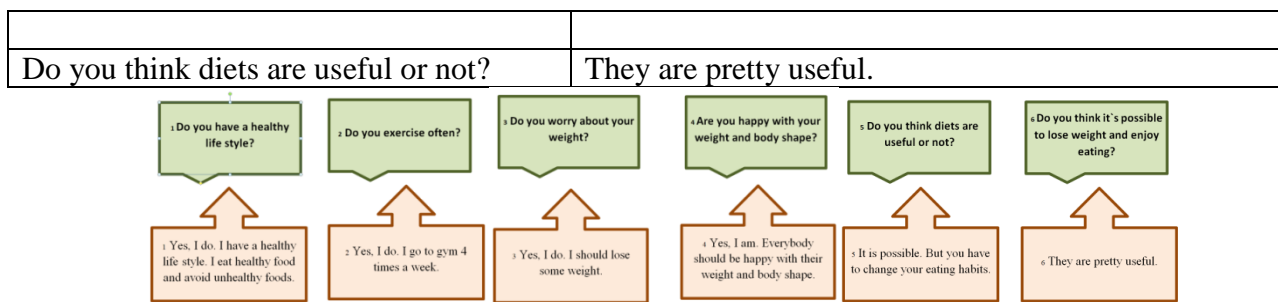 Do you think diets are useful or not?
They are pretty useful.
1 Do you have a healthy
life style?
2 Do you exercise often?
3 Do you worry about your
weight?
4 Are you happy with your
weight and body shape?
5 Do you think diets are
useful or not?
6 Do you think it`s possible
to lose weight and enjoy
eating?
1 Yes, I do. I have a healthy
life style. I eat healthy food
and avoid unhealthy foods.
2 Yes, I do. I go to gym 4
times a week.
3 Yes, I do. I should lose
some weight.
4 Yes, I am. Everybody
should be happy with their
weight and body shape.
5 It is possible. But you have
to change your eating habits.
6 They are pretty useful.